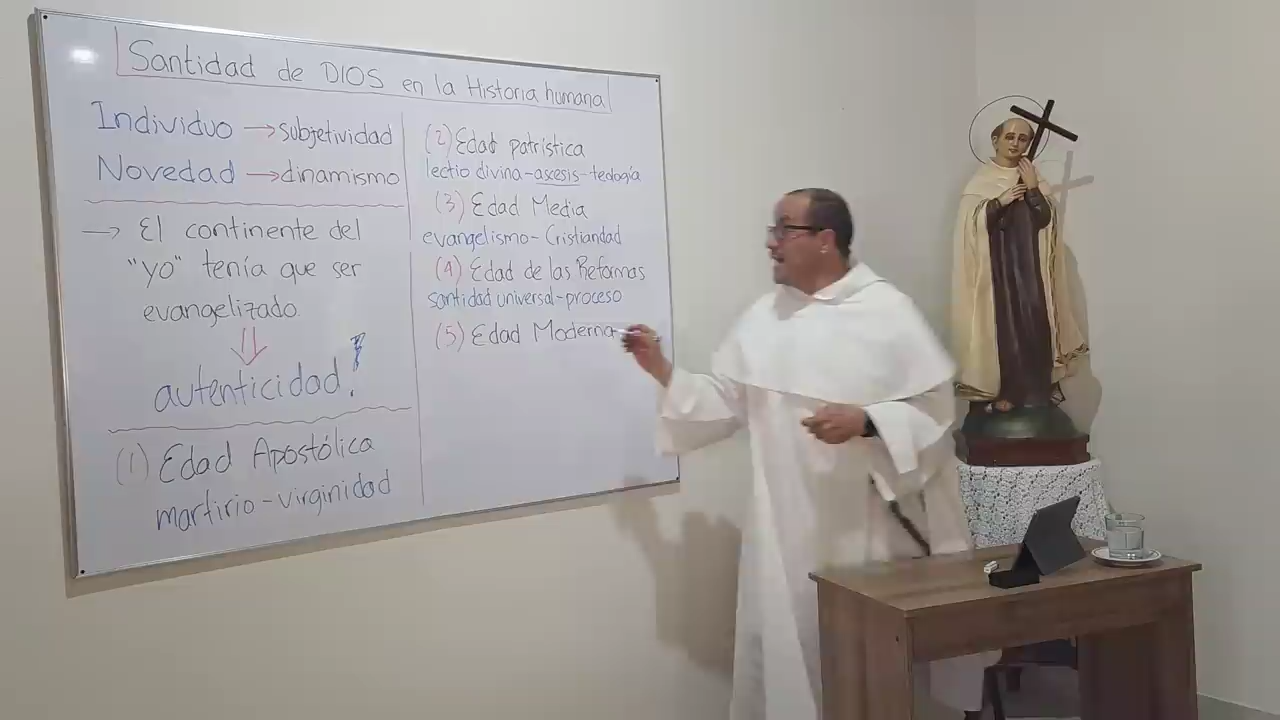 Santidad de DIOS en la Historia humana
Individuo → subjetividad
Novedad → dinamismo
→ El continente del
"yo" tenía que ser
evangelizado
autenticidad!
(1) Edad Apostólica
martirio - virginidad
(2) Edad patrística
lectio divina - ascesis - teología
(3) Edad Media
evangelismo - Cristiandad
(4) Edad de las Reformas
santidad universal - proceso
(5) Edad Moderna